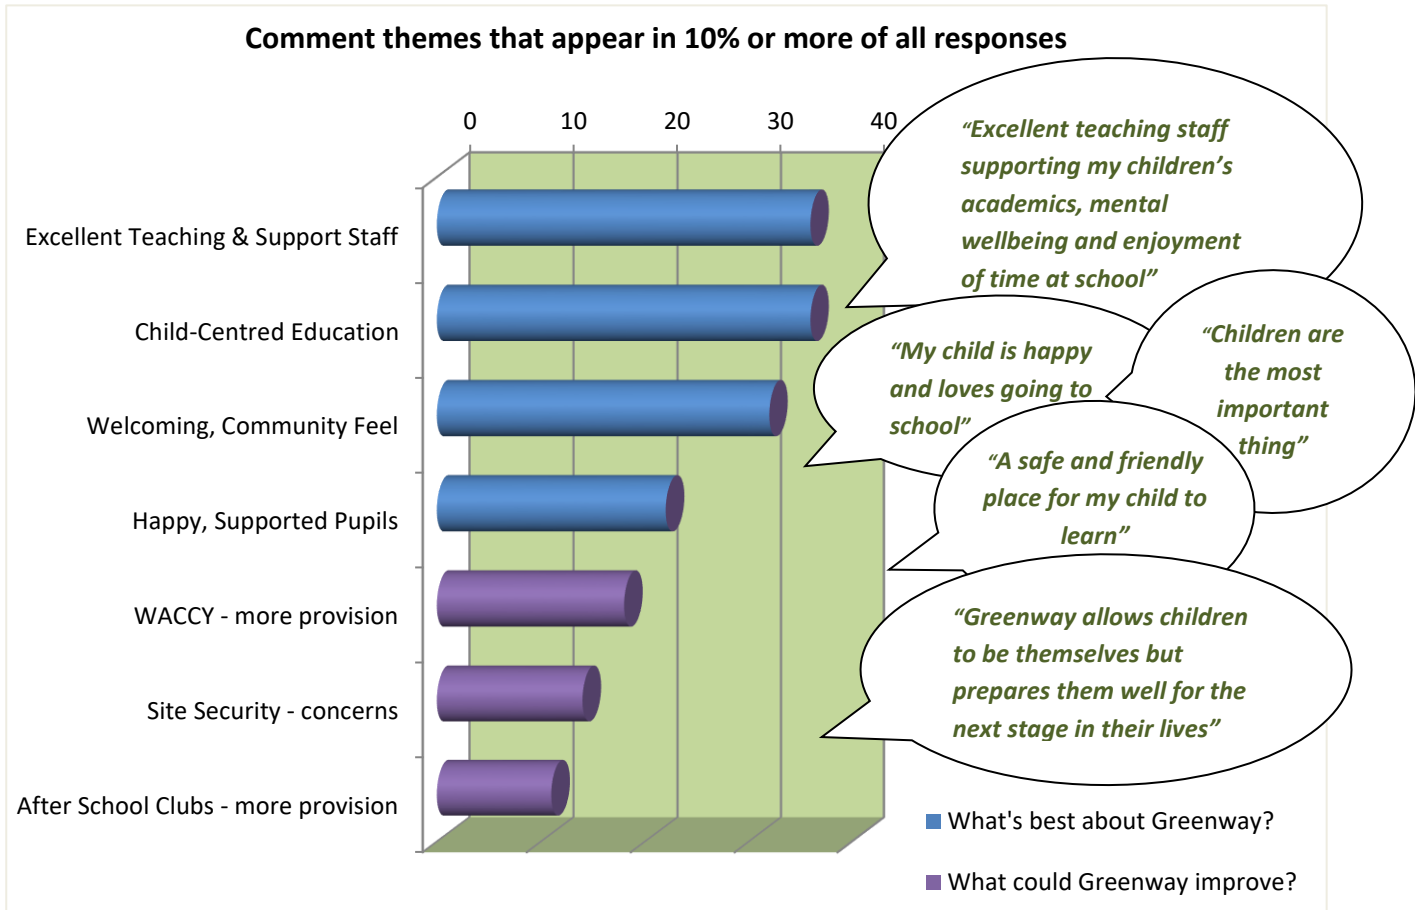 Comment themes that appear in 10% or more of all responses
0 10 20 30 40
Excellent Teaching & Support Staff
Child-Centred Education
Welcoming, Community Feel
Happy, Supported Pupils
WACCY - more provision
Site Security - concerns
After School Clubs - more provision
“Excellent teaching staff
supporting my children’s
academics, mental
wellbeing and enjoyment
of time at school”
“My child is happy
and loves going to
school”
“Children are
the most
important
thing”
“A safe and friendly
place for my child to
learn”
“Greenway allows children
to be themselves but
prepares them well for the
next stage in their lives”
What's best about Greenway?
What could Greenway improve?